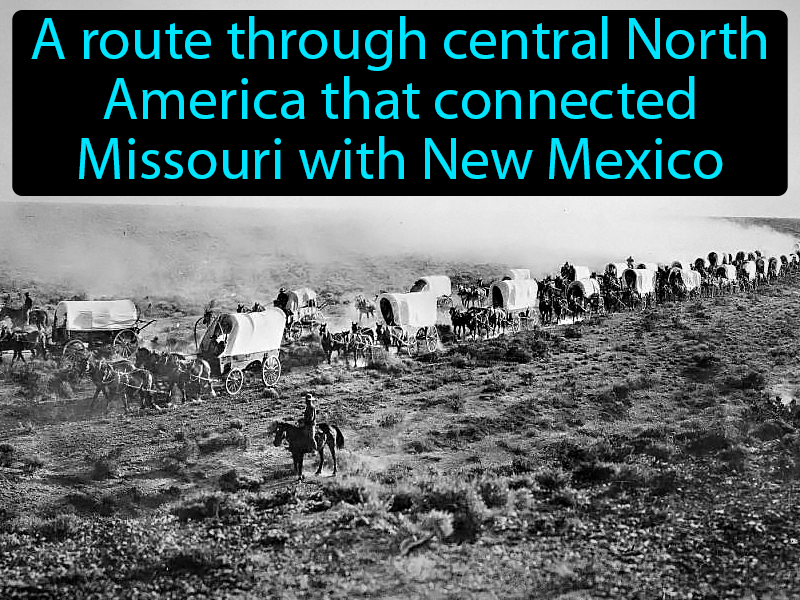 A route through central North
America that connected
Missouri with New Mexico